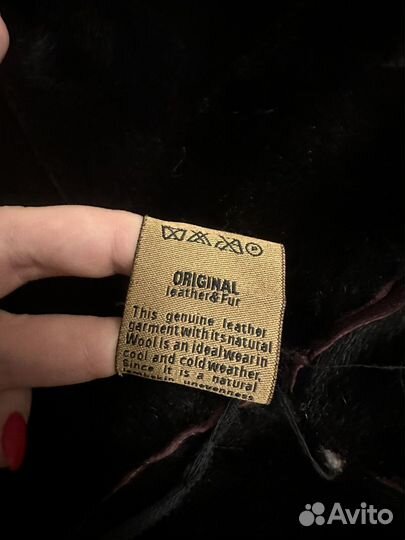 ORIGINAL
leather&Fur
This genuine leather
garment with its natural
Wool is an ideal wear in
cool and cold weather.
Since it is a natural
unevenness
Avito